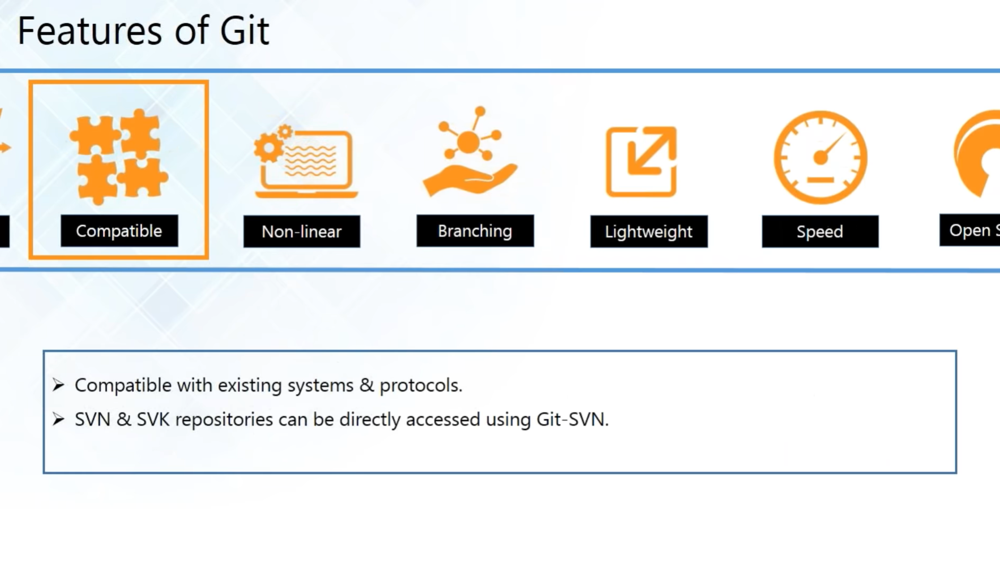 Features of Git
Compatible
Non-linear
Branching
Lightweight
Speed
Open
Compatible with existing systems & protocols.
SVN & SVK repositories can be directly accessed using Git-SVN.